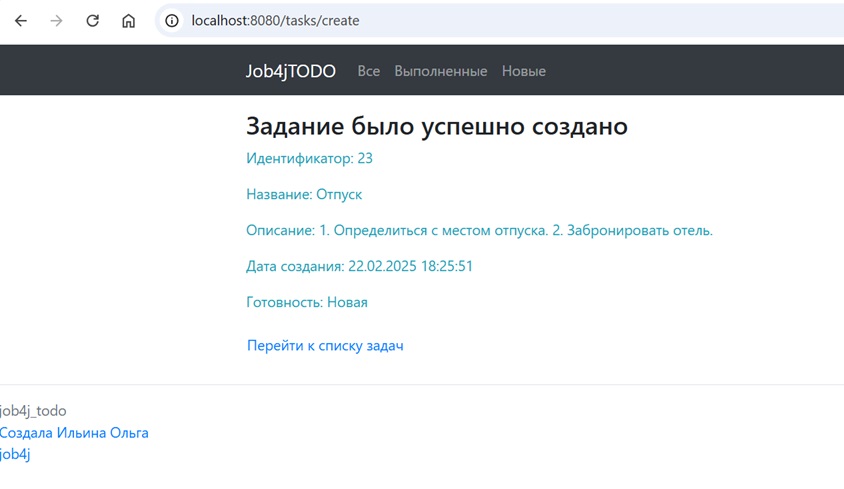 localhost:8080/tasks/create
Job4jTODO Все Выполненные Новые
Задание было успешно создано
Идентификатор: 23
Название: Отпуск
Описание: 1. Определиться с местом отпуска. 2. Забронировать отель.
Дата создания: 22.02.2025 18:25:51
Готовность: Новая
Перейти к списку задач
job4j_todo
Создала Ильина Ольга
job4j